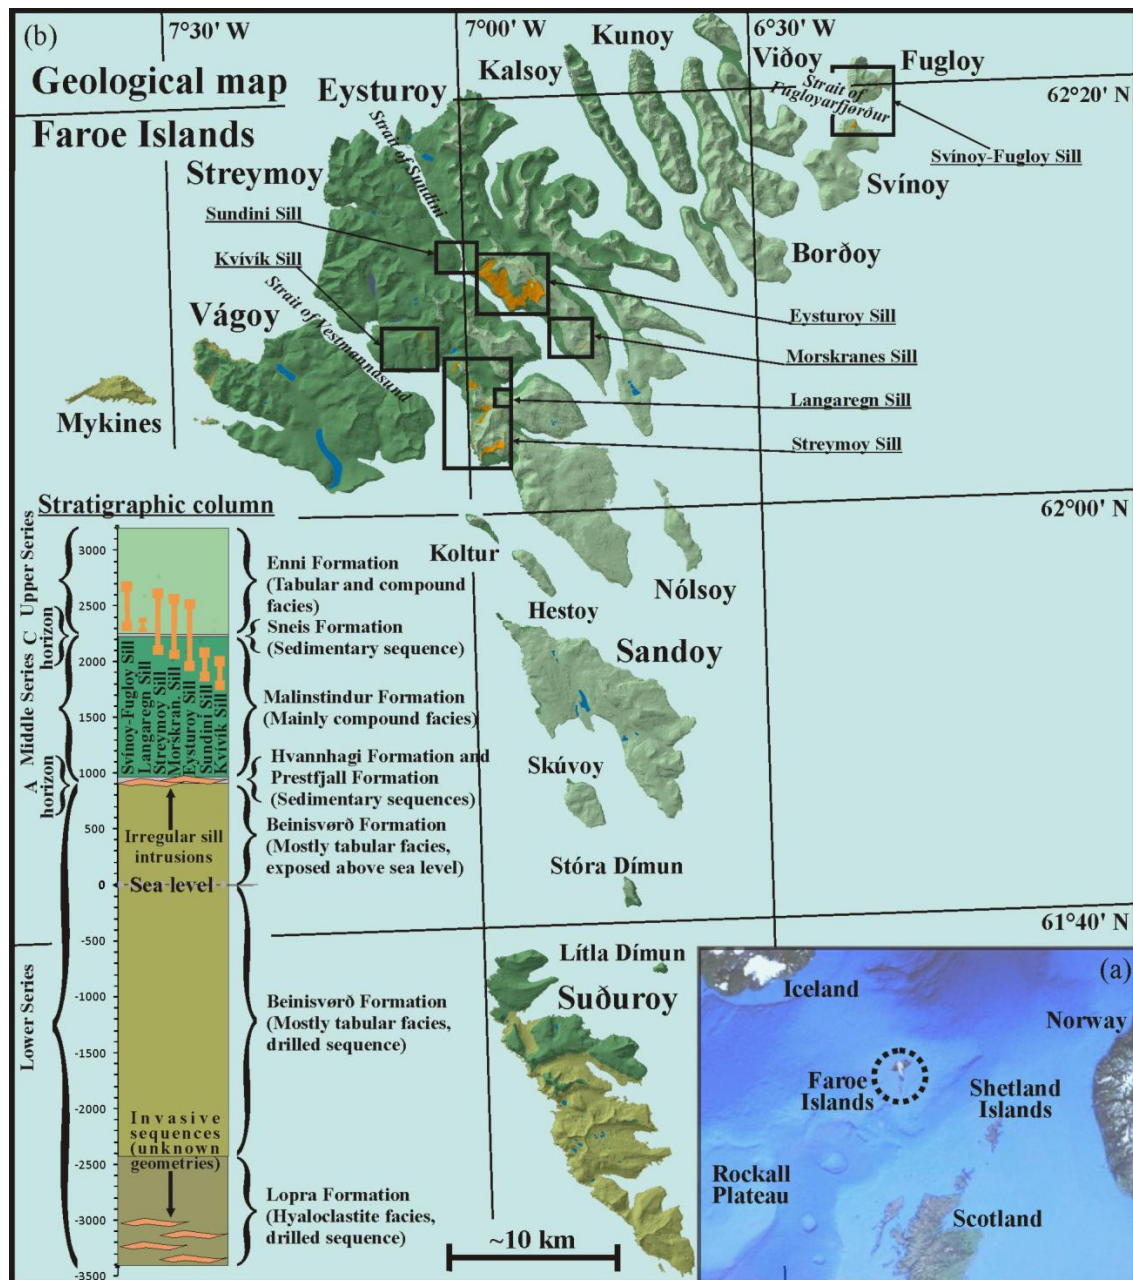 (b)
7°30' W
7°00' W
6°30' W
Geological map
Faroe Islands
Eysturoy
Kalsoy
Kunoy
Viðoy
Fugloy
62°20' N
Strait of
Fugloyarfjørður
Svínoy-Fugloy Sill
Svínoy
Streymoy
Strait of Sundini
Sundini Sill
Kvívík Sill
Borðoy
Strait of Vestmannasund
Vágoy
Eysturoy Sill
Morskranes Sill
Mykines
Langaregn Sill
Streymoy Sill
Stratigraphic column
62°00' N
Koltur
Nólsoy
Hestoy
Sandoy
Skúvoy
Stóra Dímun
61°40' N
Lítla Dímun
Suðuroy
Upper Series
C
horizon
Middle Series
A
horizon
Lower Series
3000
2500
2000
1500
1000
500
0
-500
-1000
-1500
-2000
-2500
-3000
-3500
Svínoy-Fugloy Sill
Langaregn Sill
Streymoy Sill
Morskran. Sill
Eysturoy Sill
Sundini Sill
Kvívik Sill
Irregular sill
intrusions
Sea level
Invasive
sequences
(unknown
geometries)
Enni Formation
(Tabular and compound
facies)
Sneis Formation
(Sedimentary sequence)
Malinstindur Formation
(Mainly compound facies)
Hvannhagi Formation and
Prestfjall Formation
(Sedimentary sequences)
Beinisvørð Formation
(Mostly tabular facies,
exposed above sea level)
Beinisvørð Formation
(Mostly tabular facies,
drilled sequence)
Lopra Formation
(Hyaloclastite facies,
drilled sequence)
~10 km
(a)
Iceland
Norway
Faroe
Islands
Shetland
Islands
Rockall
Plateau
Scotland